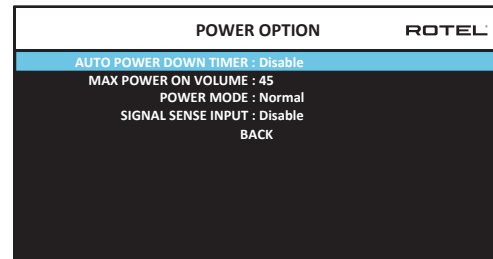 POWER OPTION ROTEL
AUTO POWER DOWN TIMER : Disable
MAX POWER ON VOLUME : 45
POWER MODE : Normal
SIGNAL SENSE INPUT : Disable
BACK